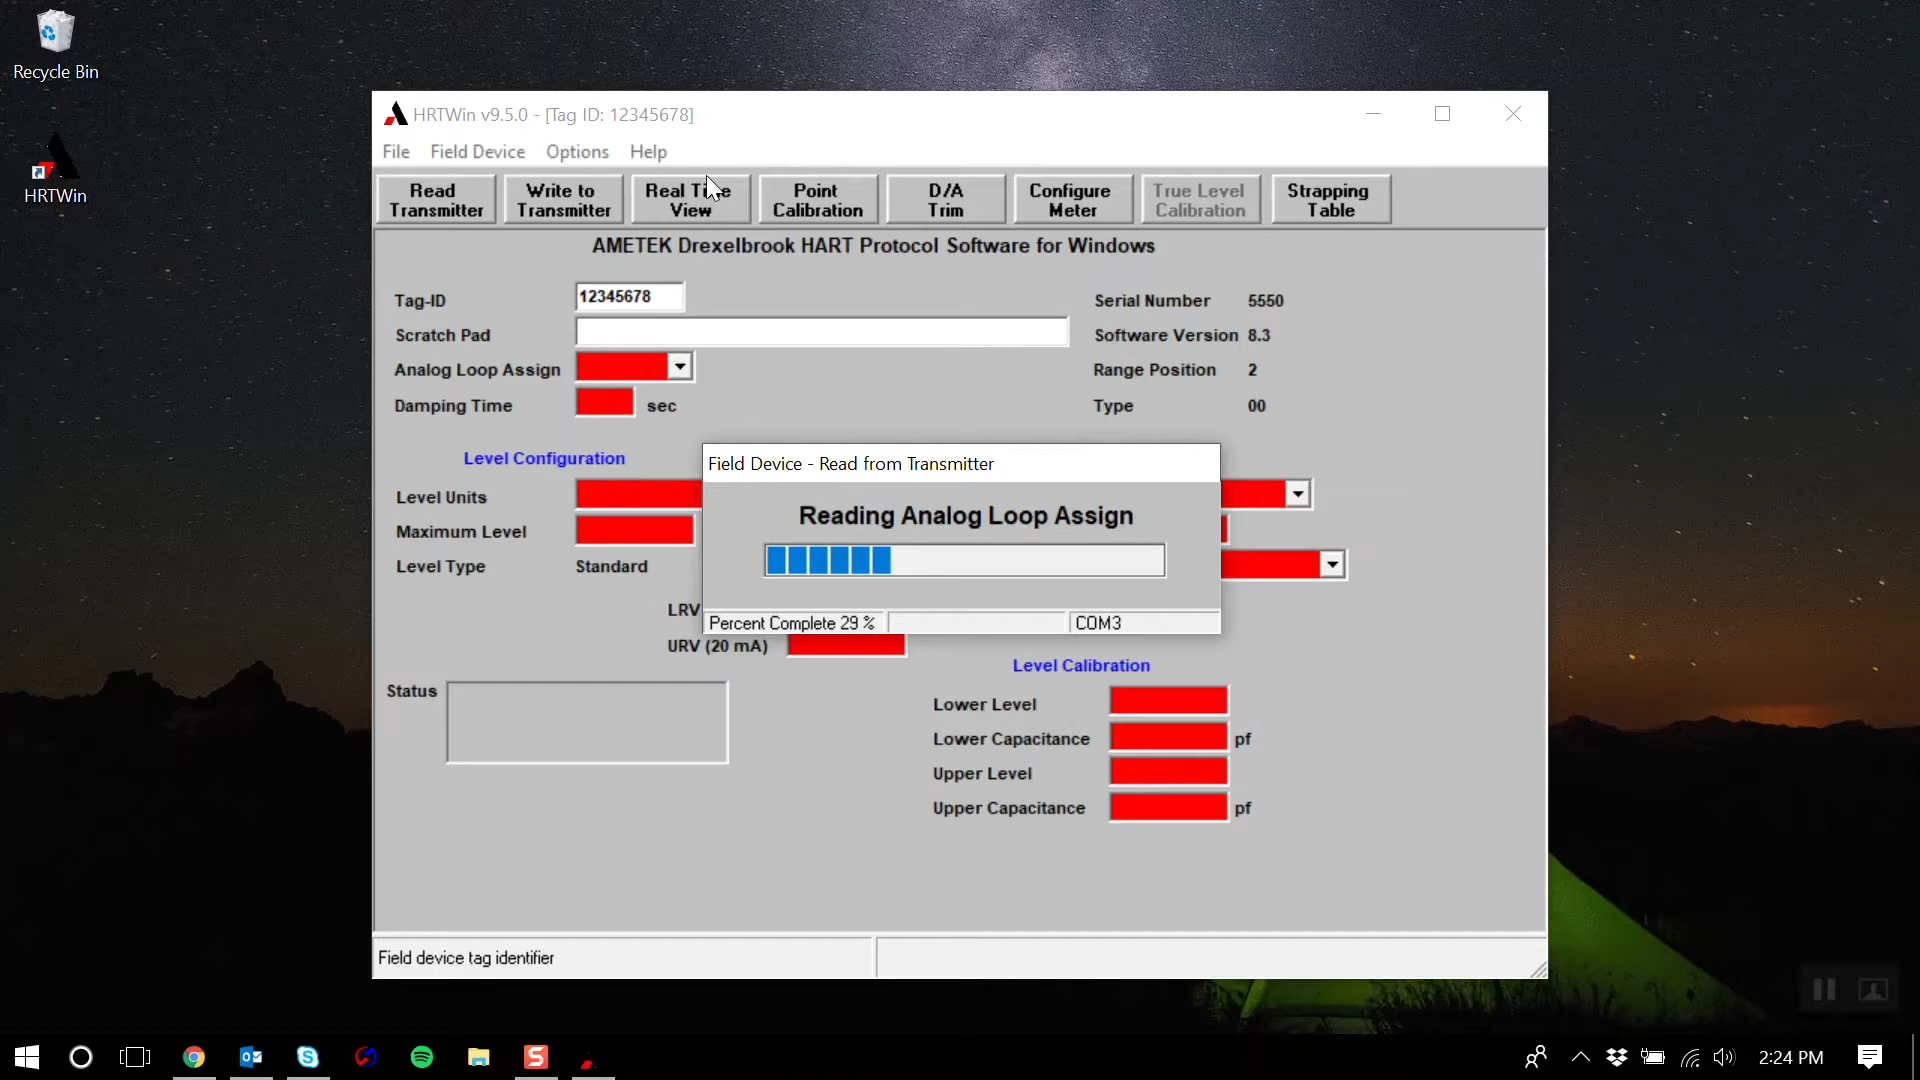 Recycle Bin
HRTWin
HRTWin v9.5.0 - [Tag ID: 12345678]
File Field Device Options Help
Read Transmitter
Write to Transmitter
Real Time View
Point Calibration
D/A Trim
Configure Meter
True Level Calibration
Strapping Table
AMETEK Drexelbrook HART Protocol Software for Windows
Tag-ID 12345678
Serial Number 5550
Scratch Pad
Software Version 8.3
Analog Loop Assign
Range Position 2
Damping Time sec
Type 00
Level Configuration
Level Units
Maximum Level
Level Type Standard
Field Device - Read from Transmitter
Reading Analog Loop Assign
Percent Complete 29 % COM3
LRV
URV (20 mA)
Level Calibration
Status
Lower Level
Lower Capacitance pf
Upper Level
Upper Capacitance pf
Field device tag identifier
2:24 PM